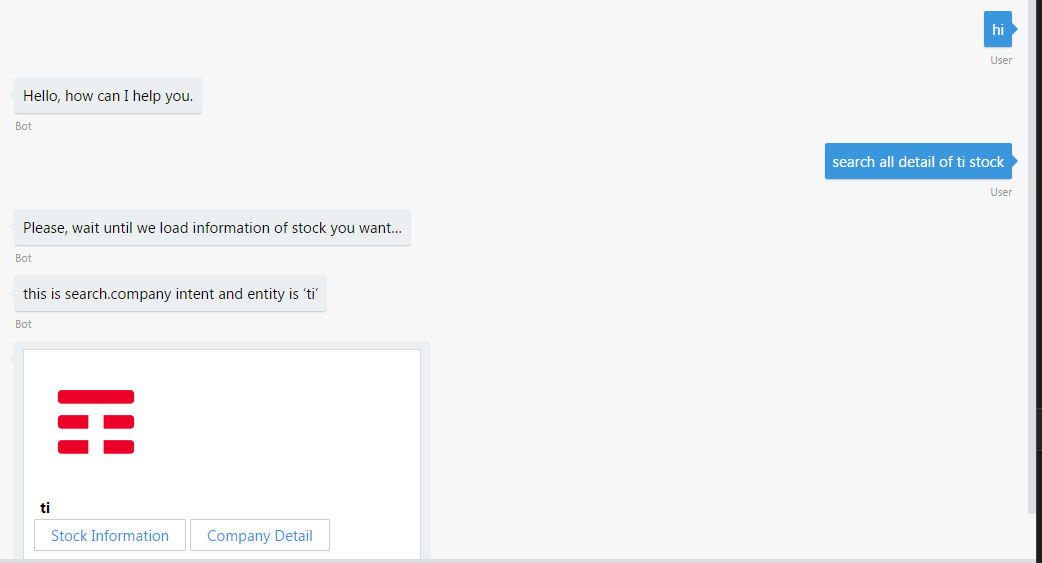 hi
User
Hello, how can I help you.
Bot
search all detail of ti stock
User
Please, wait until we load information of stock you want...
Bot
this is search.company intent and entity is ‘ti’
Bot
ti
Stock Information
Company Detail